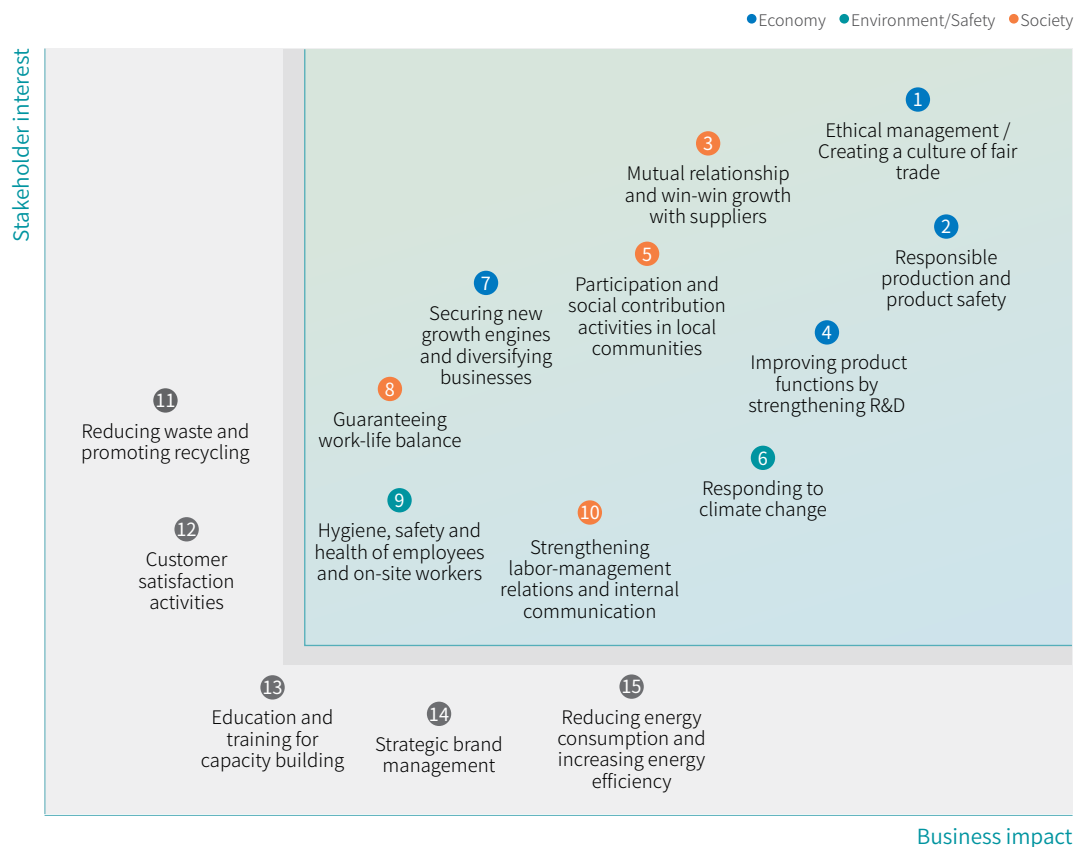 Economy Environment/Safety Society
Stakeholder interest
1
Ethical management /
Creating a culture of fair
trade
3
Mutual relationship
and win-win growth
with suppliers
2
Responsible
production and
product safety
5
Participation and
social contribution
activities in local
communities
7
Securing new
growth engines
and diversifying
businesses
4
Improving product
functions by
strengthening R&D
8
Guaranteeing
work-life balance
11
Reducing waste and
promoting recycling
6
Responding to
climate change
9
Hygiene, safety and
health of employees
and on-site workers
10
Strengthening
labor-management
relations and internal
communication
12
Customer
satisfaction
activities
13
Education and
training for
capacity building
14
Strategic brand
management
15
Reducing energy
consumption and
increasing energy
efficiency
Business impact